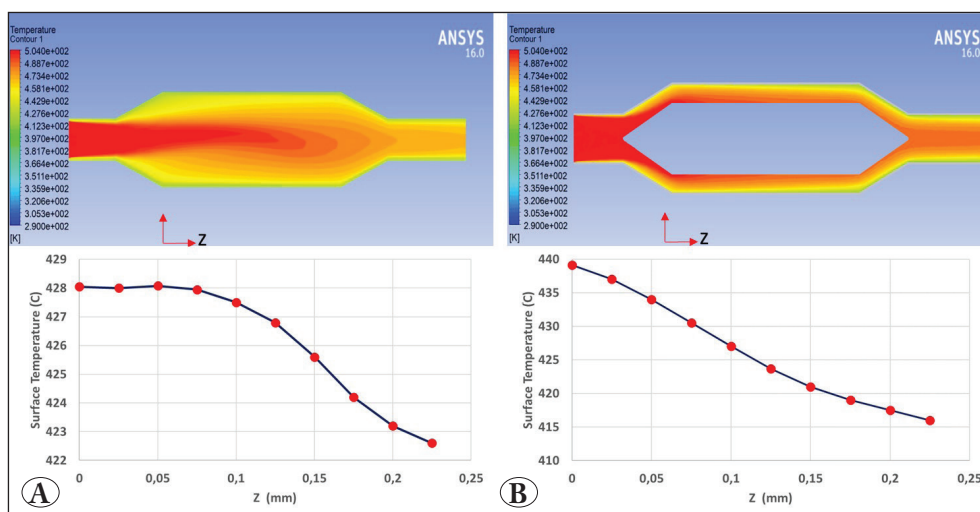 Temperature
Contour 1
5.040e+002
4.887e+002
4.734e+002
4.581e+002
4.429e+002
4.276e+002
4.123e+002
3.970e+002
3.817e+002
3.664e+002
3.511e+002
3.359e+002
3.206e+002
3.053e+002
2.900e+002
[K]
ANSYS
16.0
Z
Temperature
Contour 1
5.040e+002
4.887e+002
4.734e+002
4.581e+002
4.429e+002
4.276e+002
4.123e+002
3.970e+002
3.817e+002
3.664e+002
3.511e+002
3.359e+002
3.206e+002
3.053e+002
2.900e+002
[K]
ANSYS
16.0
Z
Surface Temperature (C)
429
428
427
426
425
424
423
422
0 0,05 0,1 0,15 0,2 0,25
Z (mm)
A
Surface Temperature (C)
440
435
430
425
420
415
410
0 0,05 0,1 0,15 0,2 0,25
Z (mm)
B